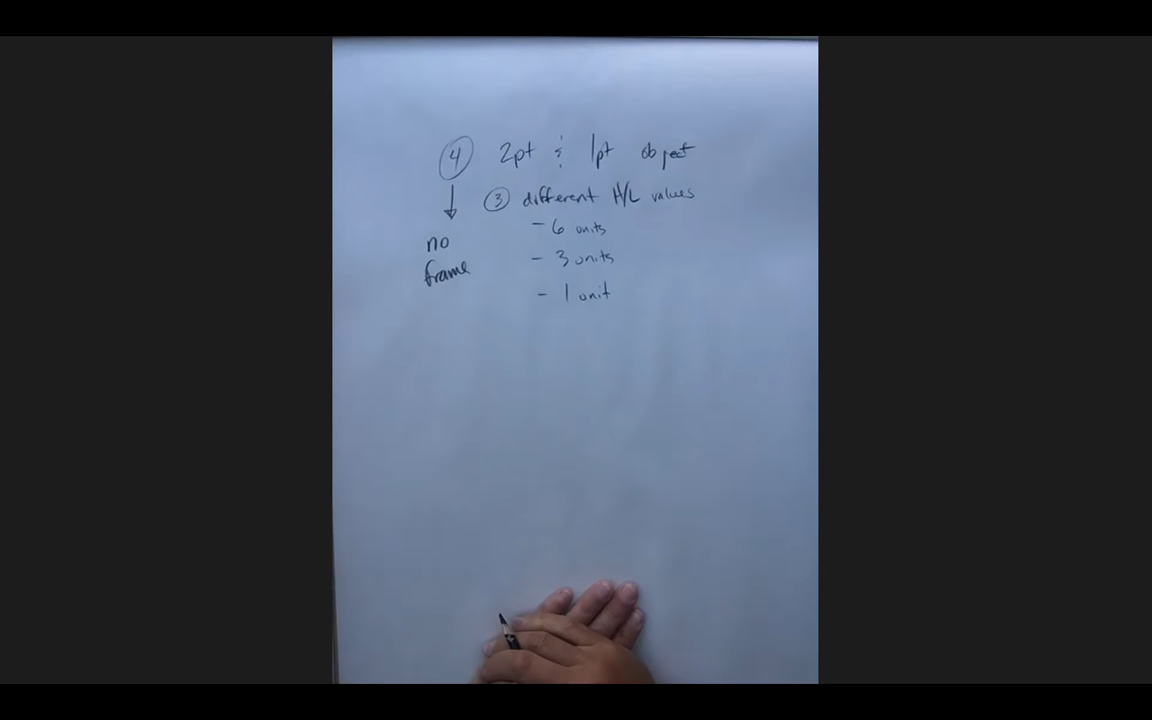 4 2pt & 1pt object
3 different H/L values
- 6 units
no
- 3 units
frame
- 1 unit